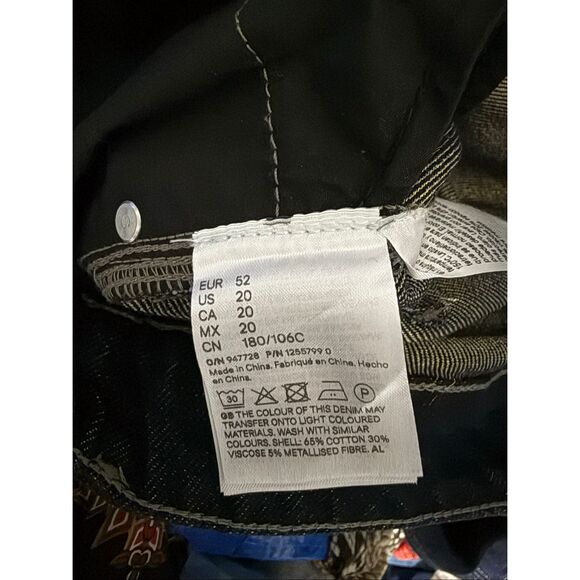 EUR 52
US 20
CA 20
MX 20
CN 180/106C
O/N 947728 P/N 1255799 0
Made in China. Fabriqué en Chine. Hecho
en China.
30 P
GB THE COLOUR OF THIS DENIM MAY
TRANSFER ONTO LIGHT COLOURED
MATERIALS. WASH WITH SIMILAR
COLOURS. SHELL: 65% COTTON 30%
VISCOSE 5% METALLISED FIBRE. AL